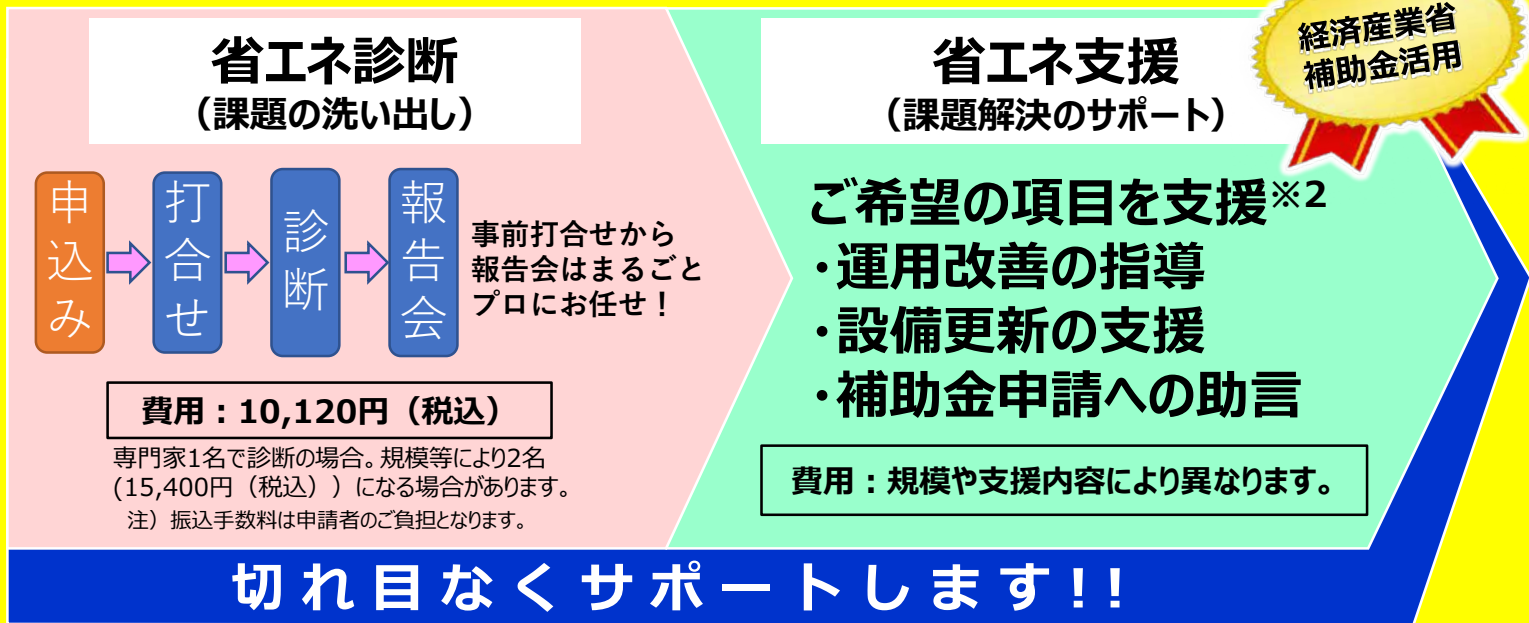 省エネ診断
（課題の洗い出し）
申込み
打合せ
診断
報告会
事前打合せから
報告会はまるごと
プロにお任せ！
費用：10,120円（税込）
専門家1名で診断の場合。規模等により2名
(15,400円（税込））になる場合があります。
注）振込手数料は申請者のご負担となります。
省エネ支援
（課題解決のサポート）
経済産業省
補助金活用
ご希望の項目を支援※2
・運用改善の指導
・設備更新の支援
・補助金申請への助言
費用：規模や支援内容により異なります。
切れ目なくサポートします!!